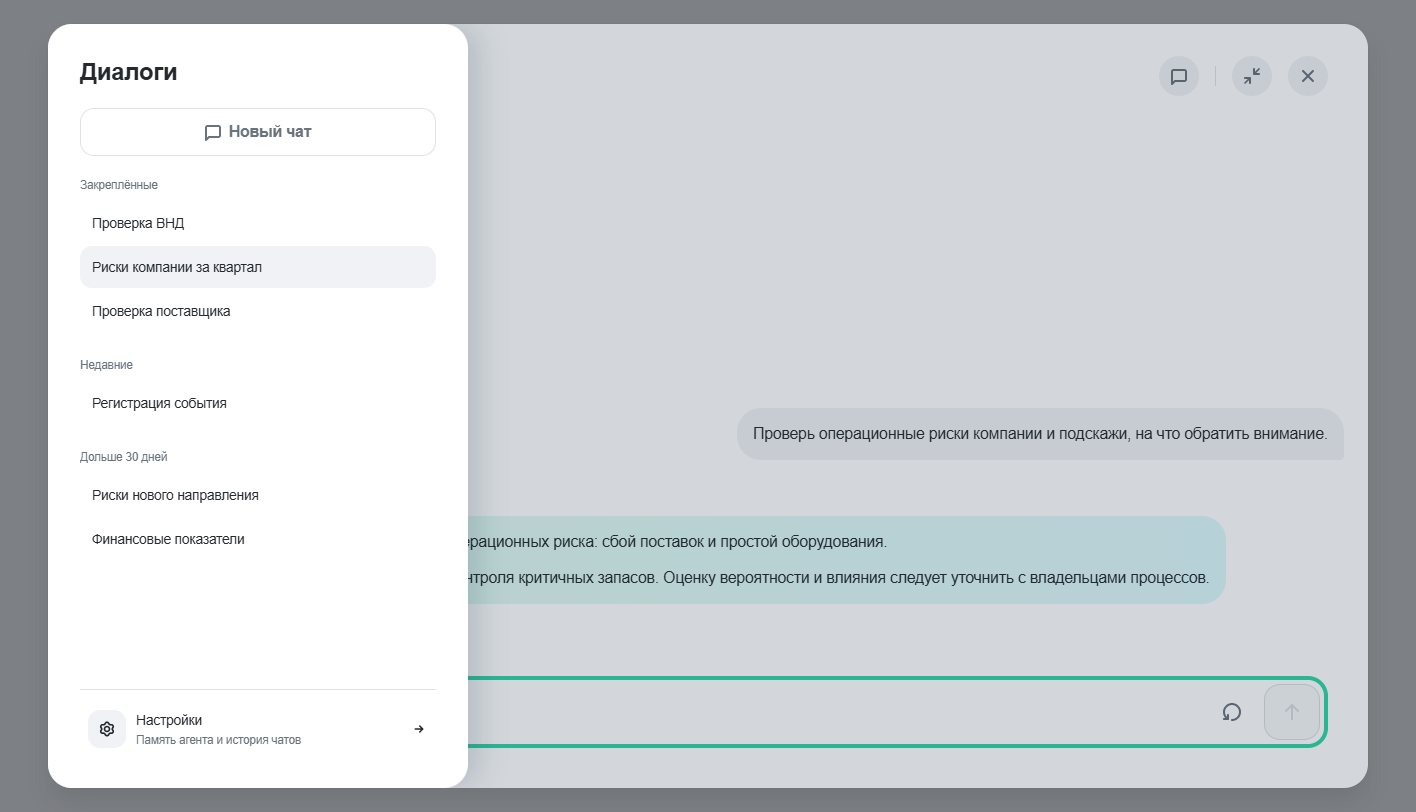 Диалоги
Новый чат
Закреплённые
Проверка ВНД
Риски компании за квартал
Проверка поставщика
Недавние
Регистрация события
Дольше 30 дней
Риски нового направления
Финансовые показатели
Настройки
Память агента и история чатов
Проверь операционные риски компании и подскажи, на что обратить внимание.
риска: сбой поставок и простой оборудования.
критичных запасов. Оценку вероятности и влияния следует уточнить с владельцами процессов.